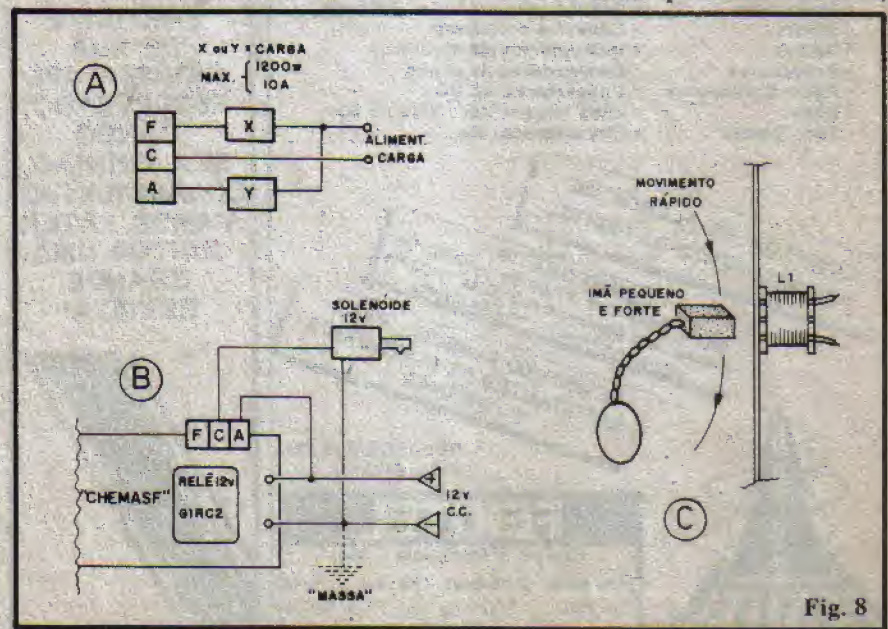 A
X ou Y = CARGA
MAX. { 1200w
10A
F
C
A
X
Y
ALIMENT.
CARGA
MOVIMENTO
RÁPIDO
L1
IMÃ PEQUENO
E FORTE
SOLENÓIDE
12v
B
F C A
"CHEMASF"
RELÊ 12v
G1RC2
+
-
12v
C.C.
"MASSA"
C
Fig. 8